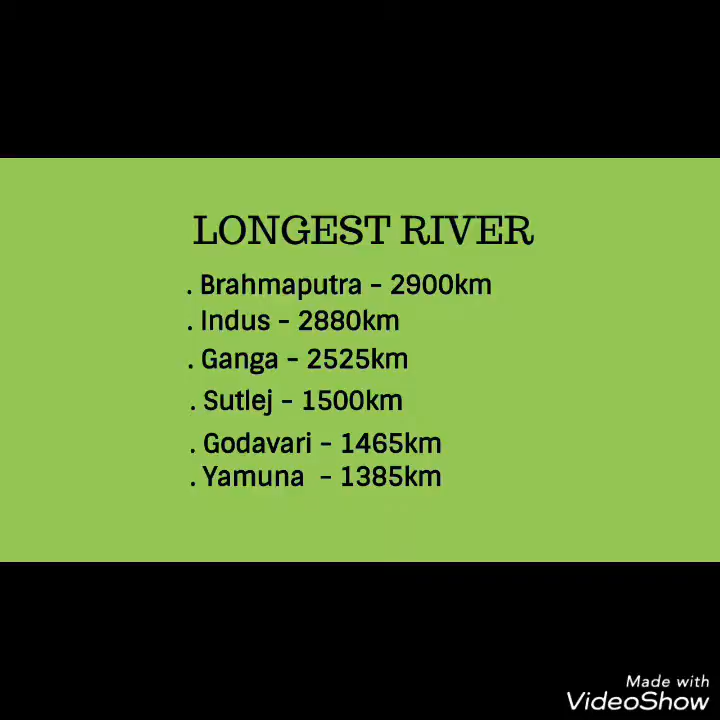 LONGEST RIVER
. Brahmaputra - 2900km
. Indus - 2880km
. Ganga - 2525km
. Sutlej - 1500km
. Godavari - 1465km
. Yamuna - 1385km
Made with
VideoShow